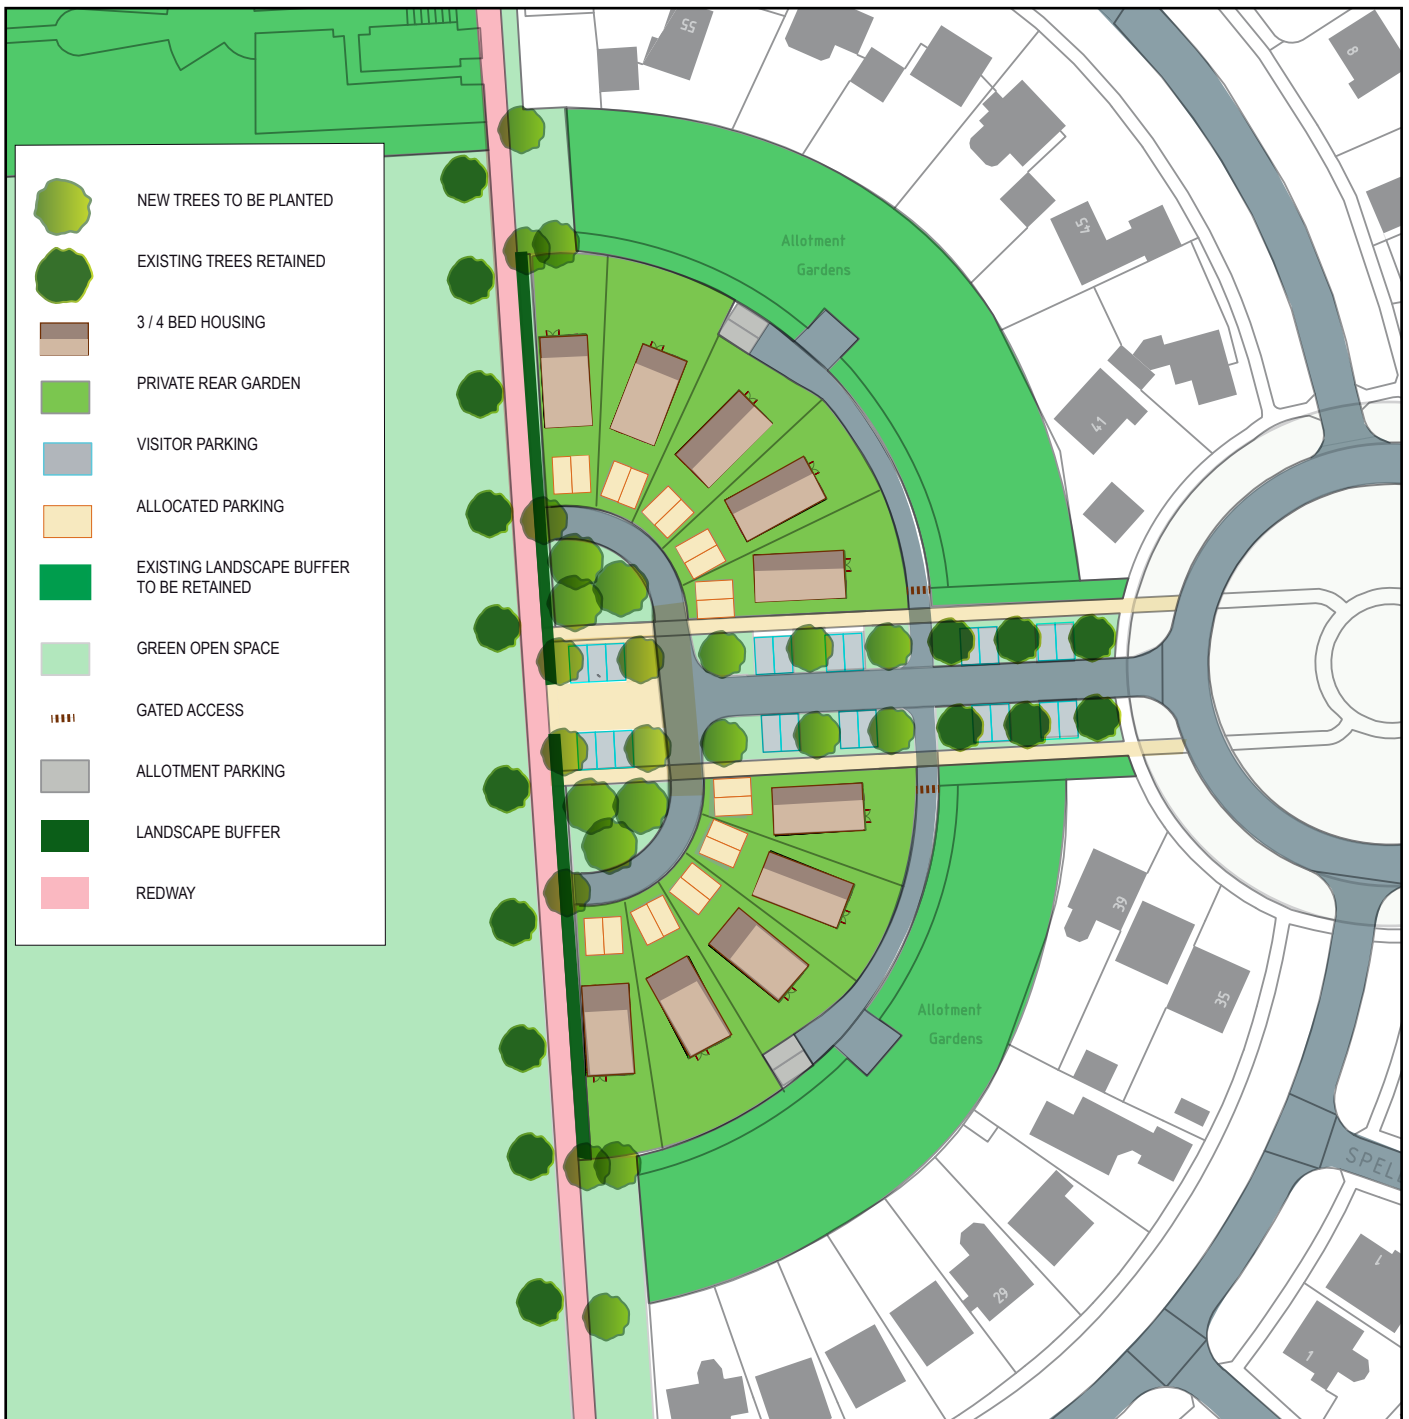 NEW TREES TO BE PLANTED
EXISTING TREES RETAINED
3 / 4 BED HOUSING
PRIVATE REAR GARDEN
VISITOR PARKING
ALLOCATED PARKING
EXISTING LANDSCAPE BUFFER
TO BE RETAINED
GREEN OPEN SPACE
GATED ACCESS
ALLOTMENT PARKING
LANDSCAPE BUFFER
REDWAY
55
8
45
Allotment
Gardens
41
39
35
Allotment
Gardens
SPEL
29
1
1